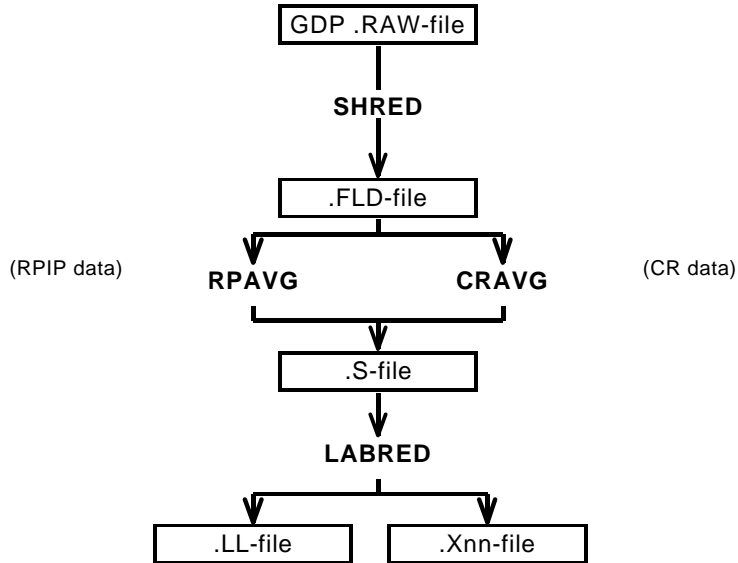 GDP .RAW-file
SHRED
.FLD-file
(RPIP data)
RPAVG
CRAVG
(CR data)
.S-file
LABRED
.LL-file
.Xnn-file